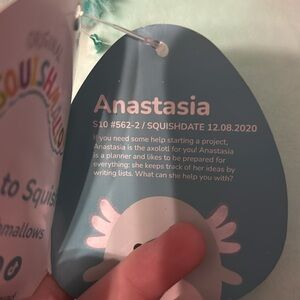 ORIGINAL
SQUISHMALLOWS
to Squis
mallows
Anastasia
S10 #562-2 / SQUISHDATE 12.08.2020
If you need some help starting a project,
Anastasia is the axolotl for you! Anastasia
is a planner and likes to be prepared for
everything: she keeps track of her ideas by
writing lists. What can she help you with?